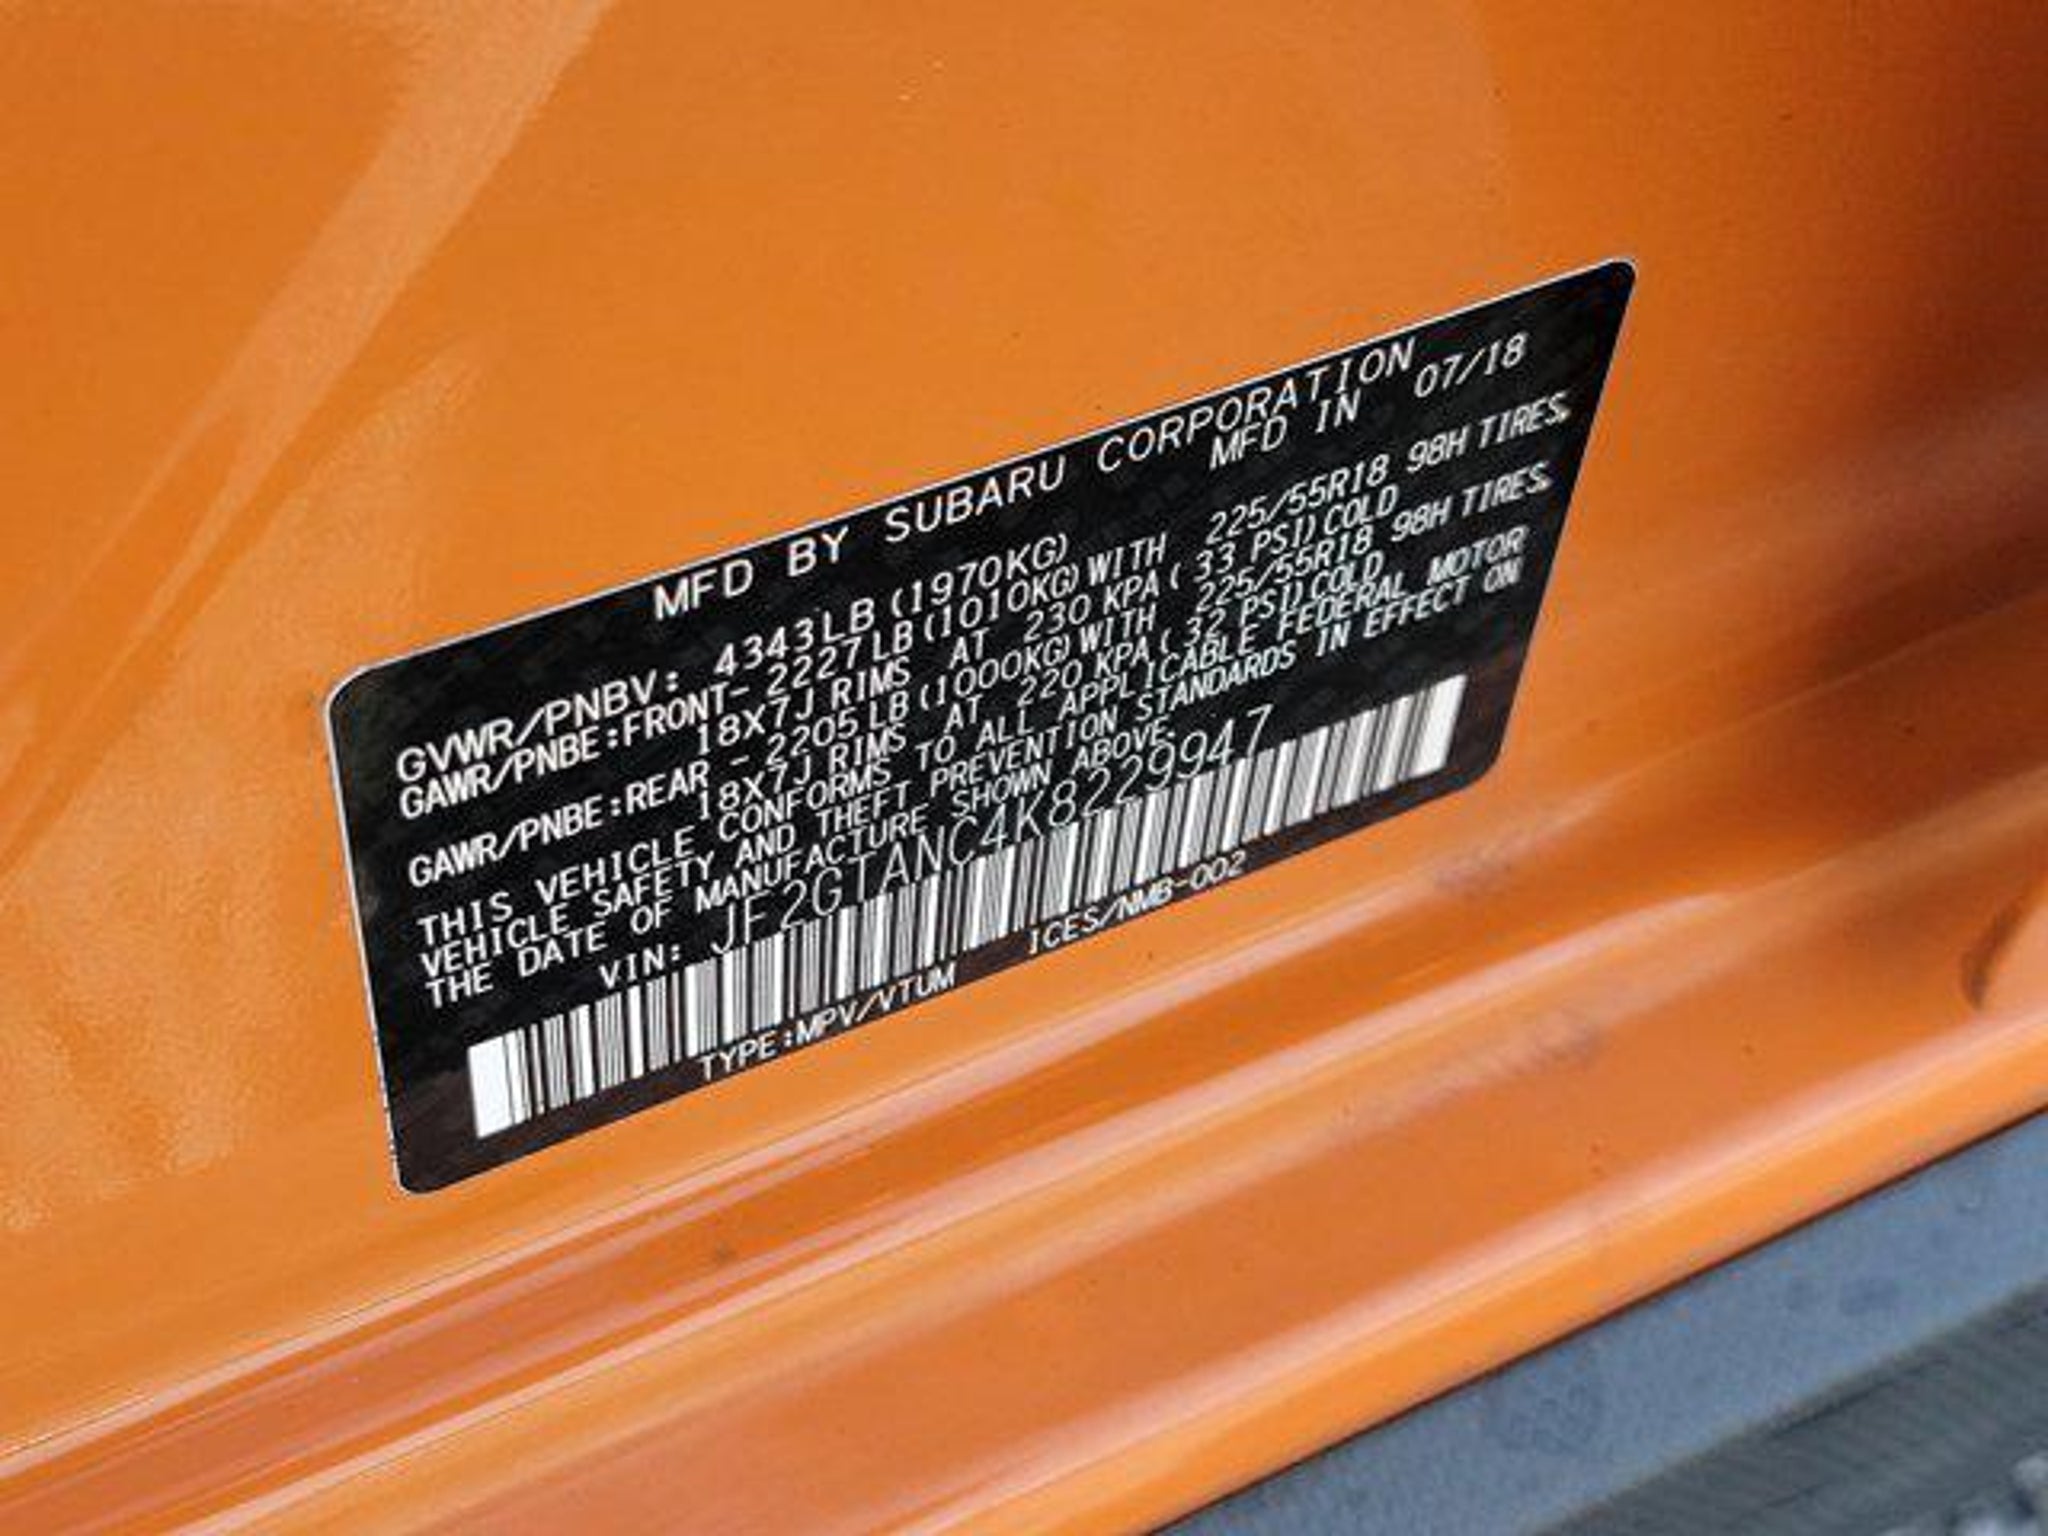 MFD BY SUBARU CORPORATION
MFD IN 07/18
GVWR/PNBV: 4343LB (1970KG)
GAWR/PNBE:FRONT- 2227LB (1010KG) WITH 225/55R18 98H TIRES,
18X7J RIMS AT 230 KPA ( 33 PSI) COLD
GAWR/PNBE:REAR - 2205LB (1000KG) WITH 225/55R18 98H TIRES,
18X7J RIMS AT 220 KPA ( 32 PSI) COLD
THIS VEHICLE CONFORMS TO ALL APPLICABLE FEDERAL MOTOR
VEHICLE SAFETY AND THEFT PREVENTION STANDARDS IN EFFECT ON
THE DATE OF MANUFACTURE SHOWN ABOVE.
VIN: JF2GTANC4K8229947
TYPE:MPV/VTUM ICES/NMB-002